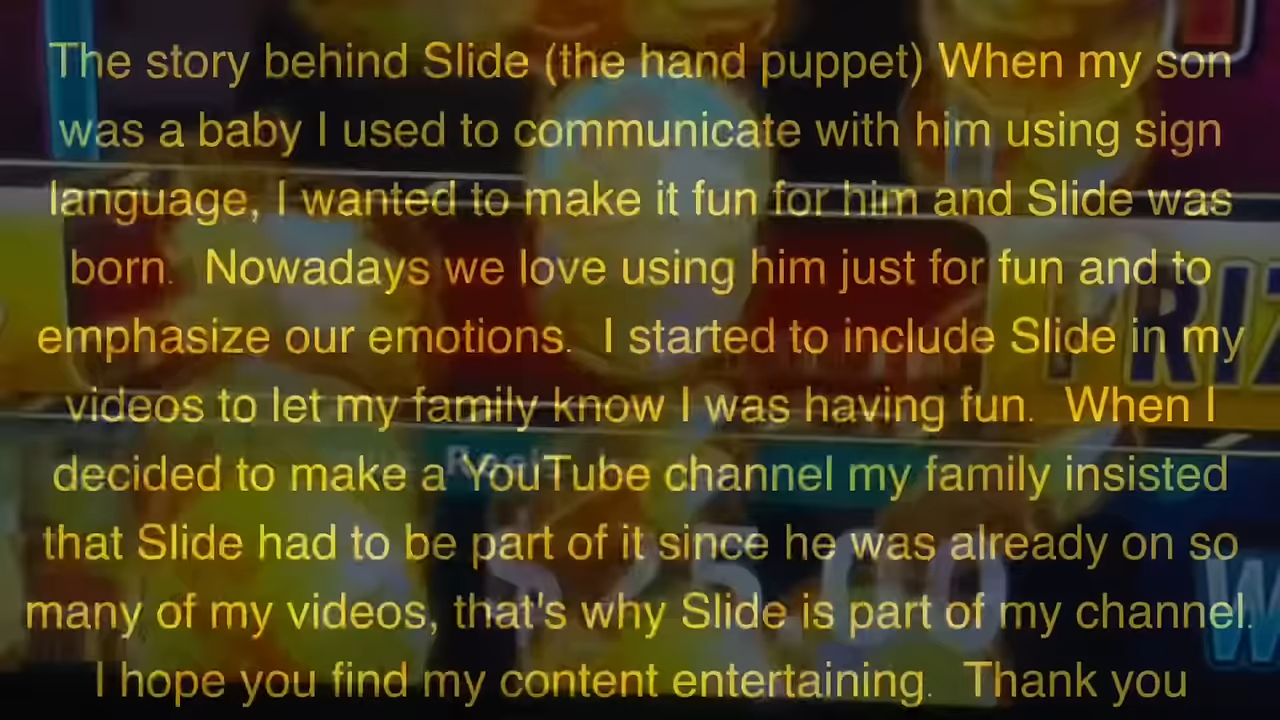 The story behind Slide (the hand puppet) When my son
was a baby I used to communicate with him using sign
language, I wanted to make it fun for him and Slide was
born.  Nowadays we love using him just for fun and to
emphasize our emotions.  I started to include Slide in my
videos to let my family know I was having fun.  When I
decided to make a YouTube channel my family insisted
that Slide had to be part of it since he was already on so
many of my videos, that's why Slide is part of my channel.
I hope you find my content entertaining.  Thank you
$25.00